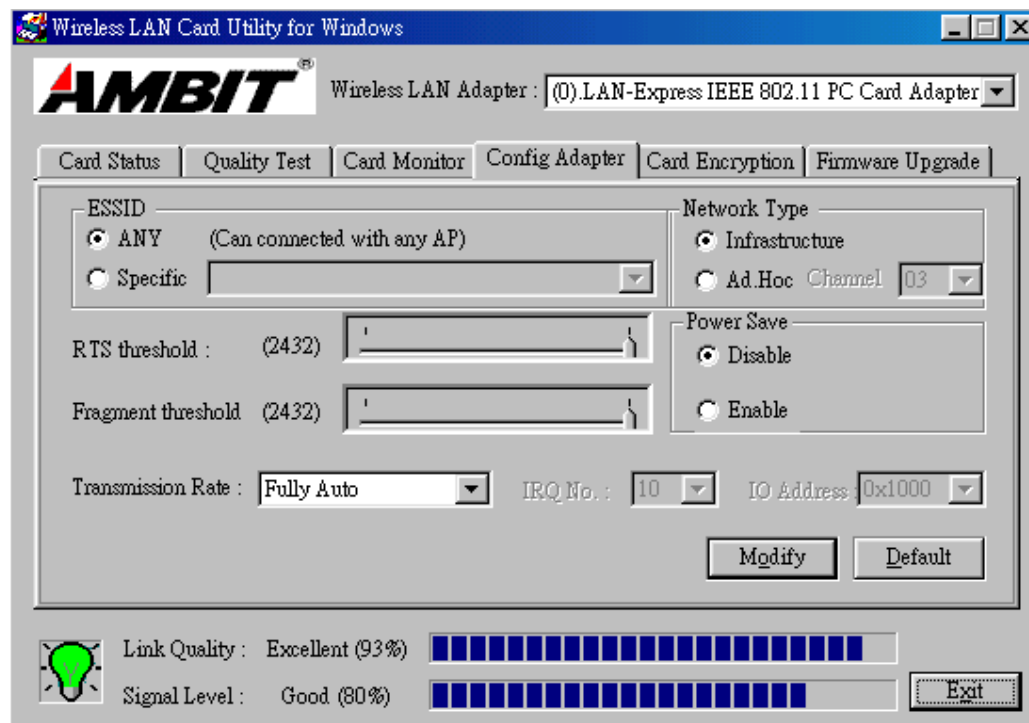 Wireless LAN Card Utility for Windows
AMBIT®
Wireless LAN Adapter : (0).LAN-Express IEEE 802.11 PC Card Adapter
Card Status Quality Test Card Monitor Config Adapter Card Encryption Firmware Upgrade
ESSID
ANY (Can connected with any AP)
Specific
Network Type
Infrastructure
Ad.Hoc Channel 03
RTS threshold : (2432)
Fragment threshold (2432)
Power Save
Disable
Enable
Transmission Rate : Fully Auto IRQ No. : 10 IO Address : 0x1000
Modify Default
Link Quality : Excellent (93%)
Signal Level : Good (80%)
Exit